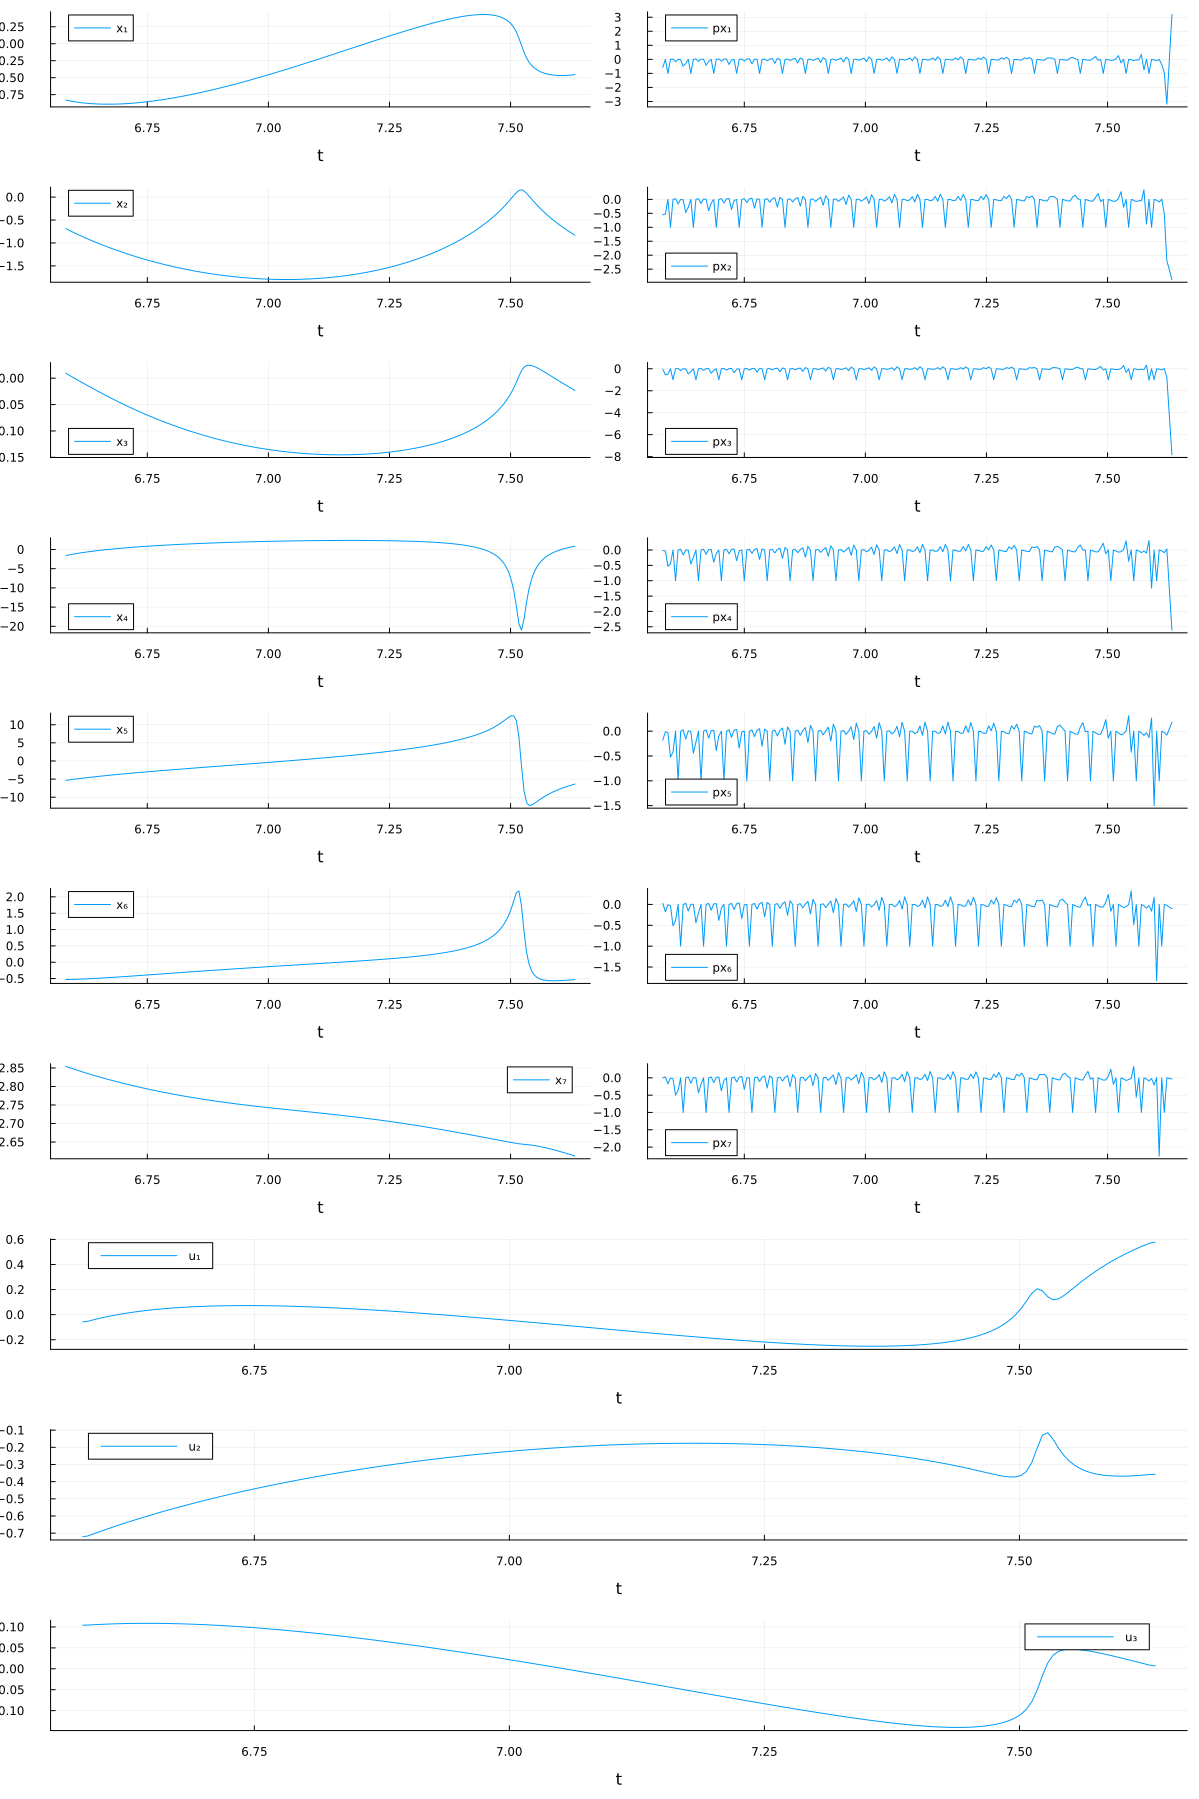 0.25
0.00
0.25
0.50
0.75
x₁
6.75 7.00 7.25 7.50
t
3
2
1
0
−1
−2
−3
px₁
6.75 7.00 7.25 7.50
t
0.0
−0.5
−1.0
−1.5
x₂
6.75 7.00 7.25 7.50
t
0.0
−0.5
−1.0
−1.5
−2.0
−2.5
px₂
6.75 7.00 7.25 7.50
t
0.00
0.05
0.10
0.15
x₃
6.75 7.00 7.25 7.50
t
0
−2
−4
−6
−8
px₃
6.75 7.00 7.25 7.50
t
0
−5
−10
−15
−20
x₄
6.75 7.00 7.25 7.50
t
0.0
−0.5
−1.0
−1.5
−2.0
−2.5
px₄
6.75 7.00 7.25 7.50
t
10
5
0
−5
−10
x₅
6.75 7.00 7.25 7.50
t
0.0
−0.5
−1.0
−1.5
px₅
6.75 7.00 7.25 7.50
t
2.0
1.5
1.0
0.5
0.0
−0.5
x₆
6.75 7.00 7.25 7.50
t
0.0
−0.5
−1.0
−1.5
px₆
6.75 7.00 7.25 7.50
t
2.85
2.80
2.75
2.70
2.65
x₇
6.75 7.00 7.25 7.50
t
0.0
−0.5
−1.0
−1.5
−2.0
px₇
6.75 7.00 7.25 7.50
t
0.6
0.4
0.2
0.0
−0.2
u₁
6.75 7.00 7.25 7.50
t
−0.1
−0.2
−0.3
−0.4
−0.5
−0.6
−0.7
u₂
6.75 7.00 7.25 7.50
t
0.10
0.05
0.00
0.05
0.10
u₃
6.75 7.00 7.25 7.50
t